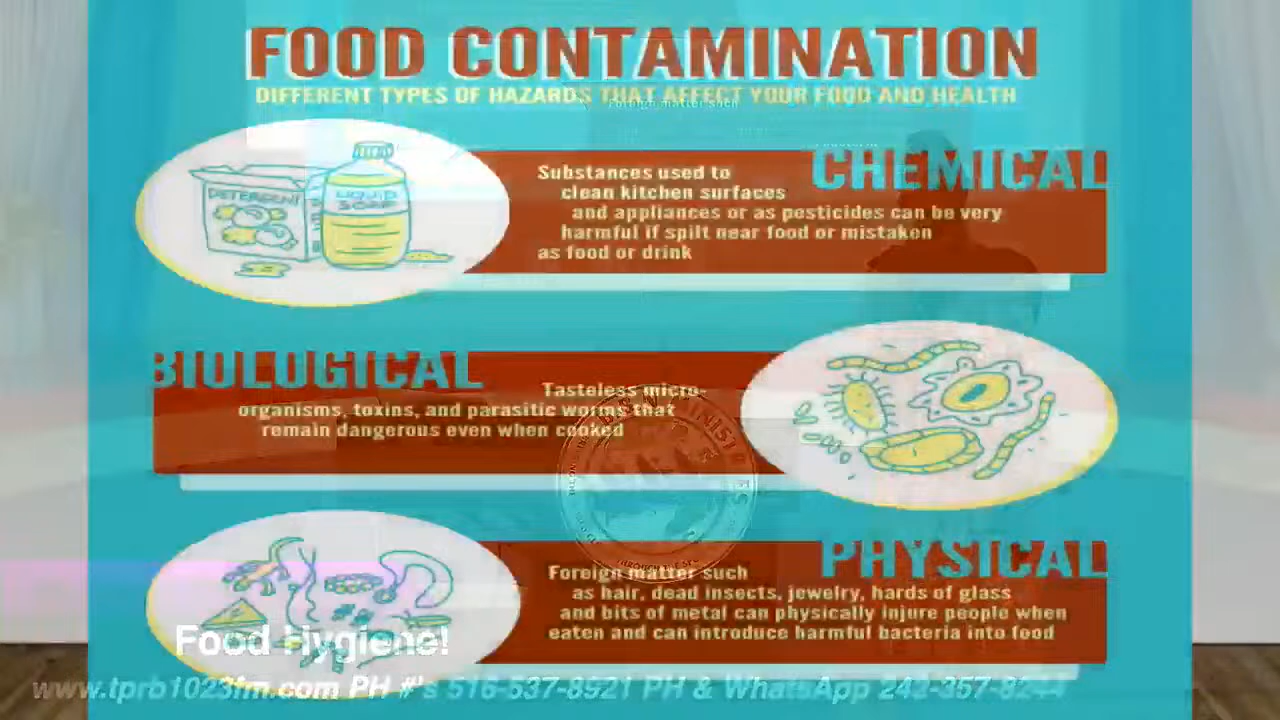 FOOD CONTAMINATION
DIFFERENT TYPES OF HAZARDS THAT AFFECT YOUR FOOD AND HEALTH
Foreign matter such
CHEMICAL
Substances used to
clean kitchen surfaces
and appliances or as pesticides can be very
harmful if spilt near food or mistaken
as food or drink
DETERGENT
LIQUID
SOAP
BIOLOGICAL
Tasteless micro-
organisms, toxins, and parasitic worms that
remain dangerous even when cooked
PHYSICAL
Foreign matter such
as hair, dead insects, jewelry, hards of glass
and bits of metal can physically injure people when
eaten and can introduce harmful bacteria into food
Food Hygiene!
www.tprb1023fm.com PH #'s 516-537-8921 PH & WhatsApp 242-357-8244